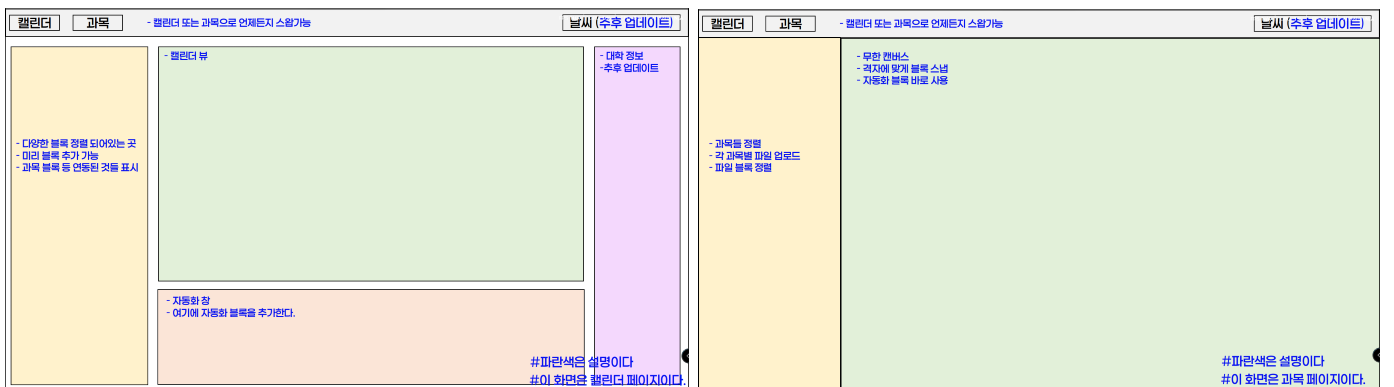 캘린더
과목
- 캘린더 또는 과목으로 언제든지 스왑가능
날씨 (추후 업데이트)
- 다양한 블록 정렬 되어있는 곳
- 미리 블록 추가 가능
- 과목 블록 등 연동된 것들 표시
- 캘린더 뷰
- 대학 정보
-추후 업데이트
- 자동화 창
- 여기에 자동화 블록을 추가한다.
#파란색은 설명이다
#이 화면은 캘린더 페이지이다.
캘린더
과목
- 캘린더 또는 과목으로 언제든지 스왑가능
날씨 (추후 업데이트)
- 과목들 정렬
- 각 과목별 파일 업로드
- 파일 블록 정렬
- 무한 캔버스
- 격자에 맞게 블록 스냅
- 자동화 블록 바로 사용
#파란색은 설명이다
#이 화면은 과목 페이지이다.